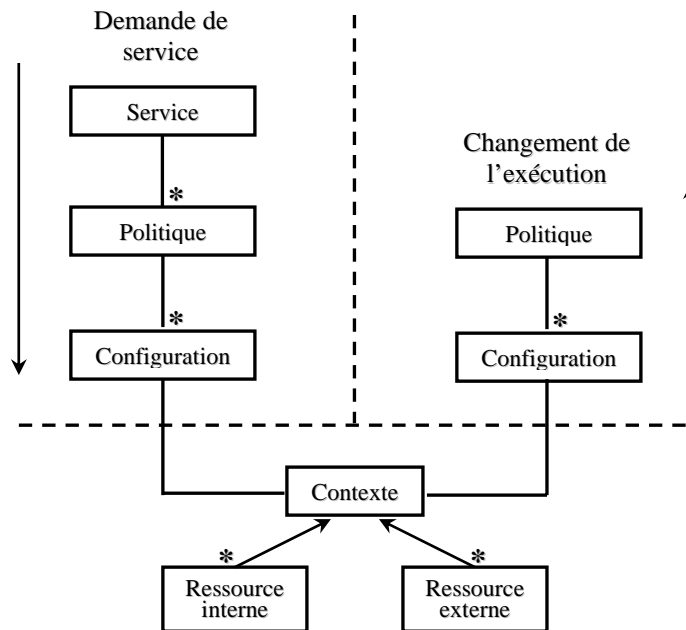 Demande de
service
Service
*
Politique
*
Configuration
Changement de
l’exécution
Politique
*
Configuration
Contexte
*
*
Ressource
interne
Ressource
externe